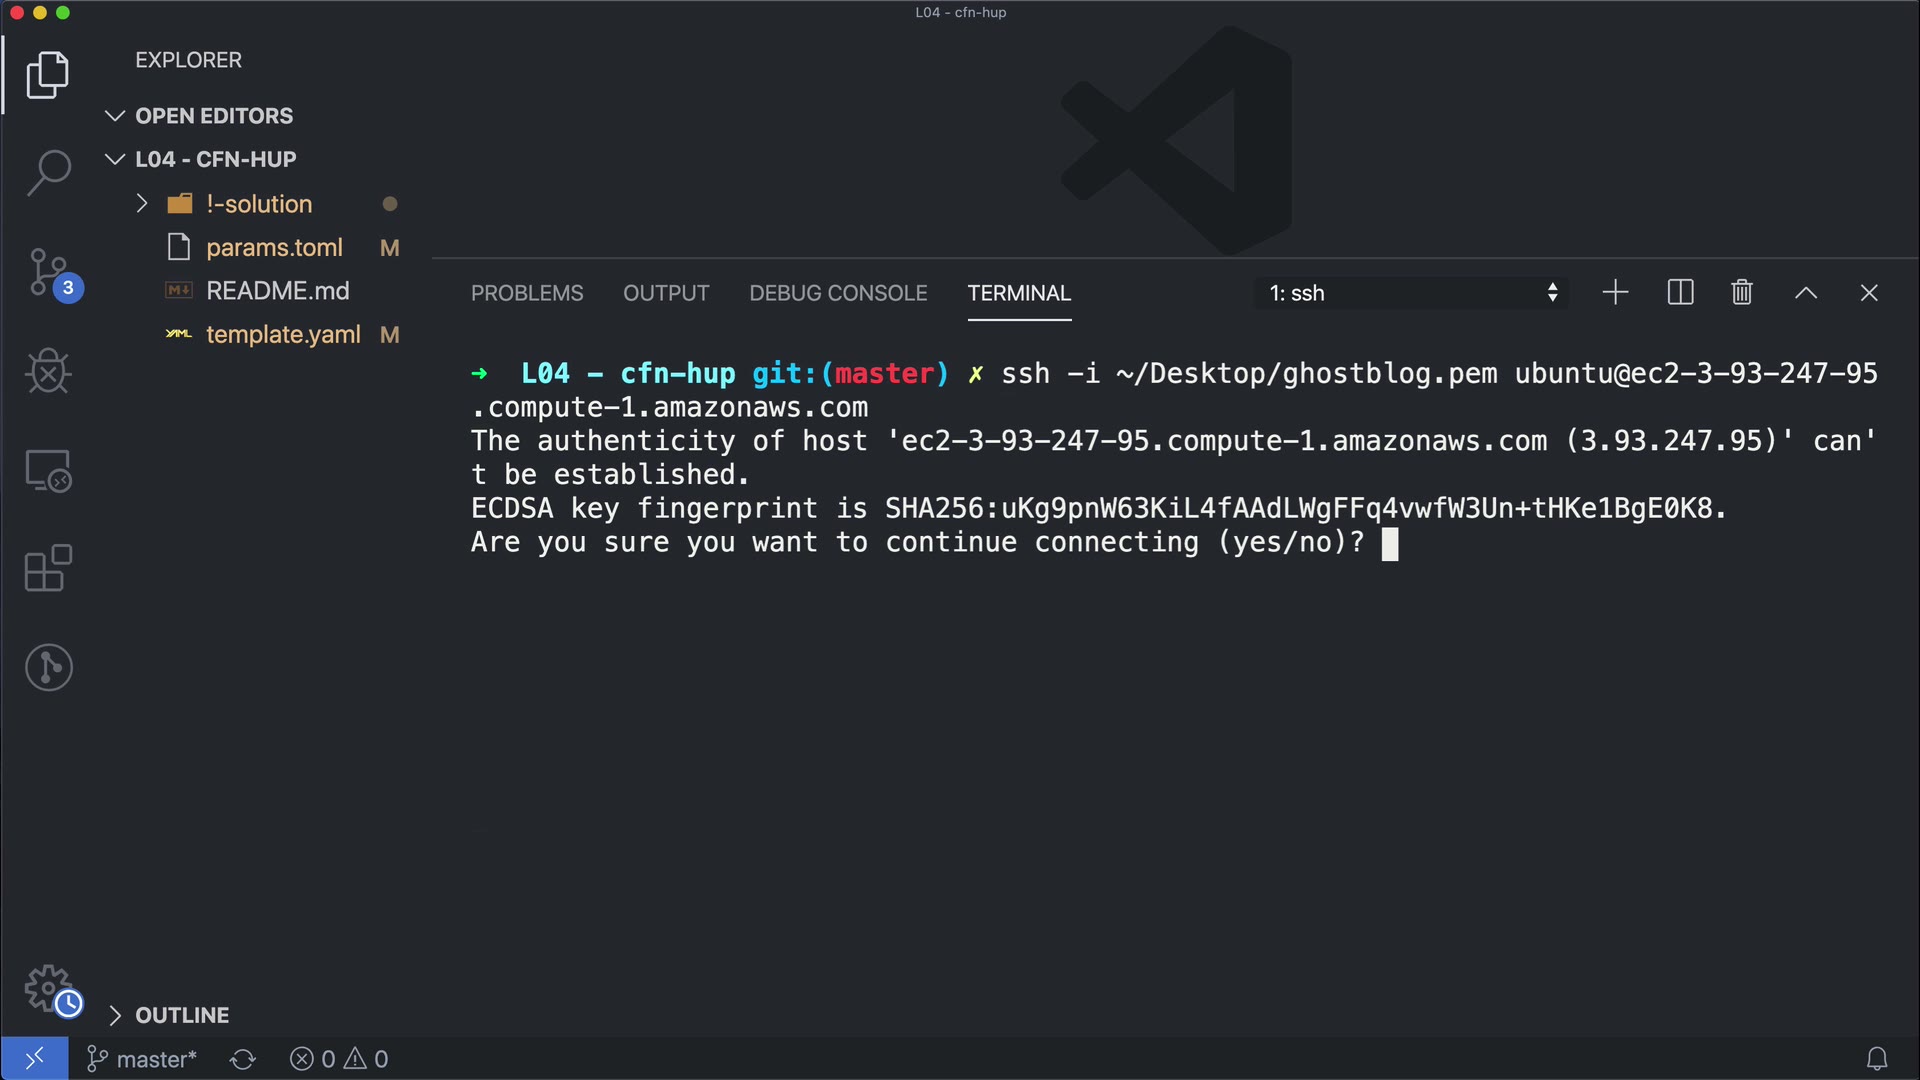 L04 - cfn-hup
EXPLORER
OPEN EDITORS
L04 - CFN-HUP
!-solution
params.toml M
README.md
template.yaml M
3
PROBLEMS OUTPUT DEBUG CONSOLE TERMINAL 1: ssh
➜ L04 - cfn-hup git:(master) ✗ ssh -i ~/Desktop/ghostblog.pem ubuntu@ec2-3-93-247-95
.compute-1.amazonaws.com
The authenticity of host 'ec2-3-93-247-95.compute-1.amazonaws.com (3.93.247.95)' can'
t be established.
ECDSA key fingerprint is SHA256:uKg9pnW63KiL4fAAdLWgFFq4vwfW3Un+tHKe1BgE0K8.
Are you sure you want to continue connecting (yes/no)?
OUTLINE
master* 0 0